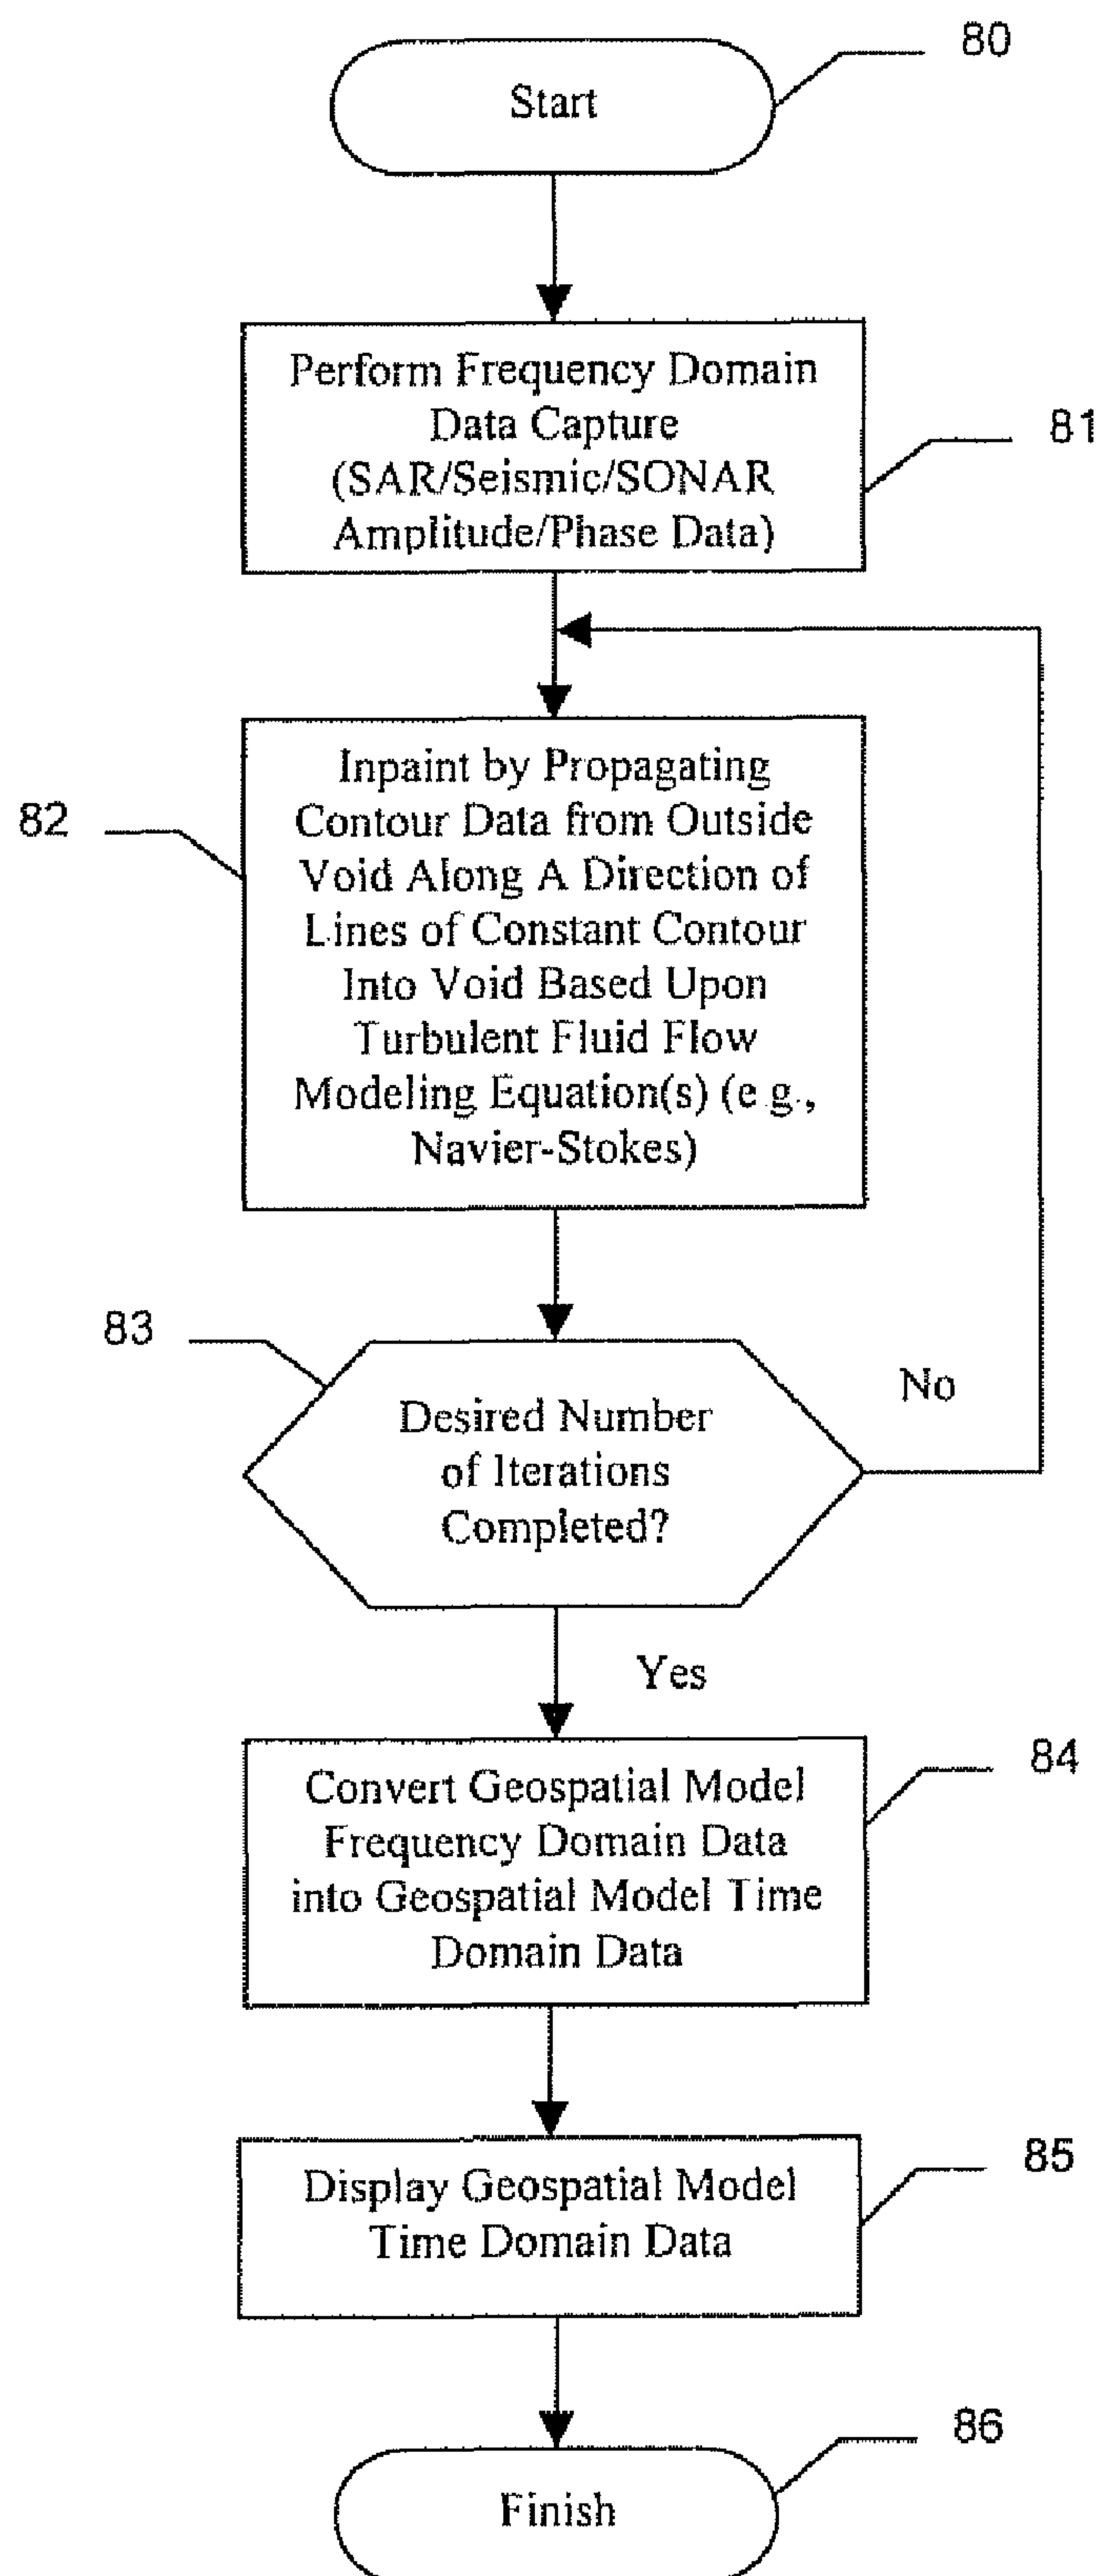 80
Start
Perform Frequency Domain
Data Capture
(SAR/Seismic/SONAR
Amplitude/Phase Data)
81
Inpaint by Propagating
Contour Data from Outside
Void Along A Direction of
Lines of Constant Contour
Into Void Based Upon
Turbulent Fluid Flow
Modeling Equation(s) (e.g.,
Navier-Stokes)
82
83
Desired Number
of Iterations
Completed?
No
Yes
Convert Geospatial Model
Frequency Domain Data
into Geospatial Model Time
Domain Data
84
Display Geospatial Model
Time Domain Data
85
86
Finish